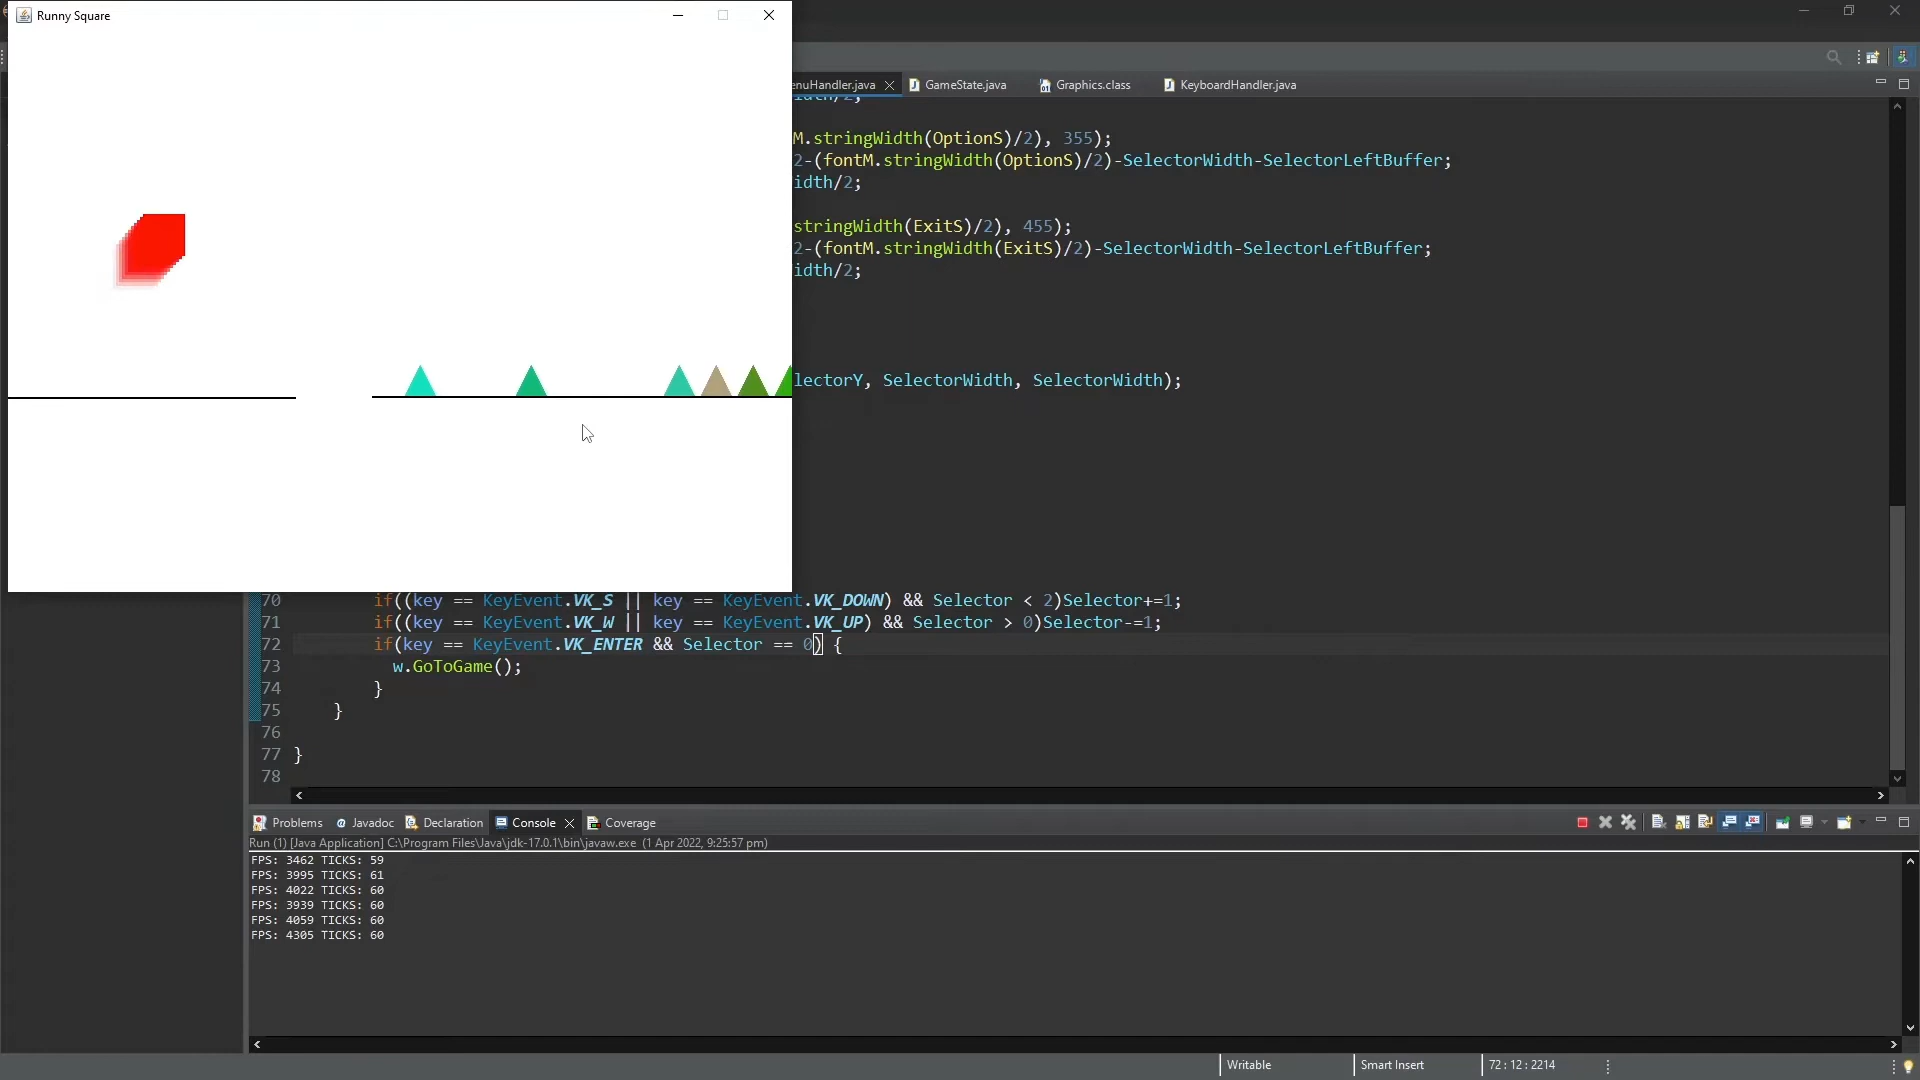 Runny Square
enuHandler.java
GameState.java
Graphics.class
KeyboardHandler.java
M.stringWidth(OptionS)/2), 355);
2-(fontM.stringWidth(OptionS)/2)-SelectorWidth-SelectorLeftBuffer;
idth/2;
stringWidth(ExitS)/2), 455);
2-(fontM.stringWidth(ExitS)/2)-SelectorWidth-SelectorLeftBuffer;
idth/2;
lectorY, SelectorWidth, SelectorWidth);
70 if((key == KeyEvent.VK_S || key == KeyEvent.VK_DOWN) && Selector < 2)Selector+=1;
71 if((key == KeyEvent.VK_W || key == KeyEvent.VK_UP) && Selector > 0)Selector-=1;
72 if(key == KeyEvent.VK_ENTER && Selector == 0) {
73 w.GoToGame();
74 }
75 }
76
77 }
78
Problems @ Javadoc Declaration Console Coverage
Run (1) [Java Application] C:\Program Files\Java\jdk-17.0.1\bin\javaw.exe (1 Apr 2022, 9:25:57 pm)
FPS: 3462 TICKS: 59
FPS: 3995 TICKS: 61
FPS: 4022 TICKS: 60
FPS: 3939 TICKS: 60
FPS: 4059 TICKS: 60
FPS: 4305 TICKS: 60
Writable Smart Insert 72 : 12 : 2214